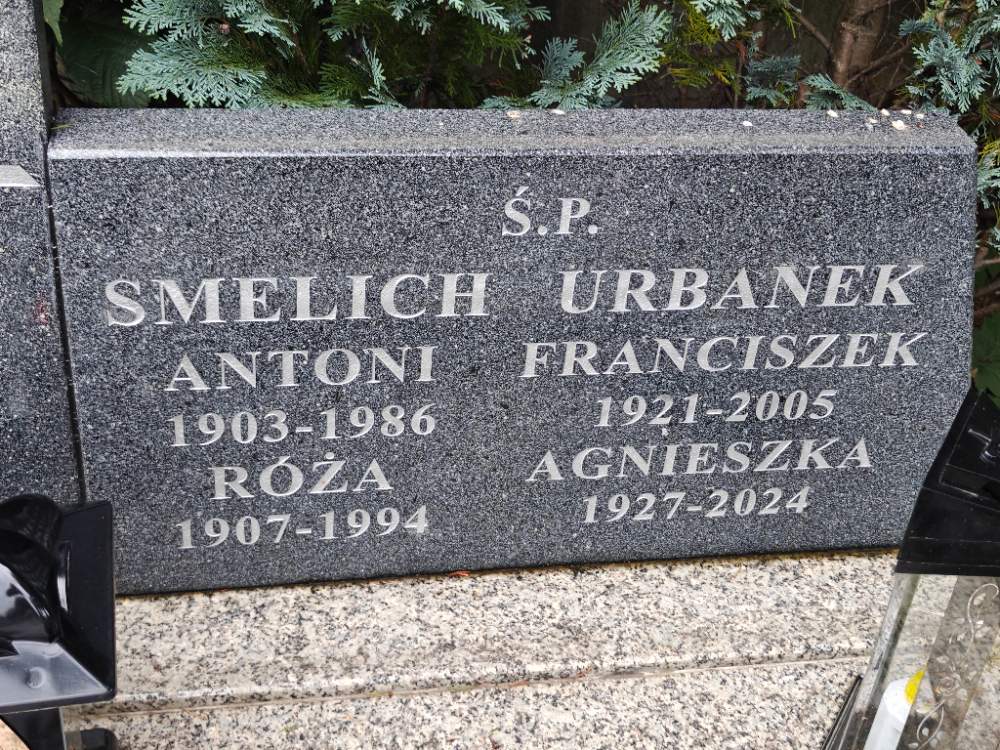 Ś.P.
SMELICH
ANTONI
1903-1986
RÓŻA
1907-1994
URBANEK
FRANCISZEK
1921-2005
AGNIESZKA
1927-2024